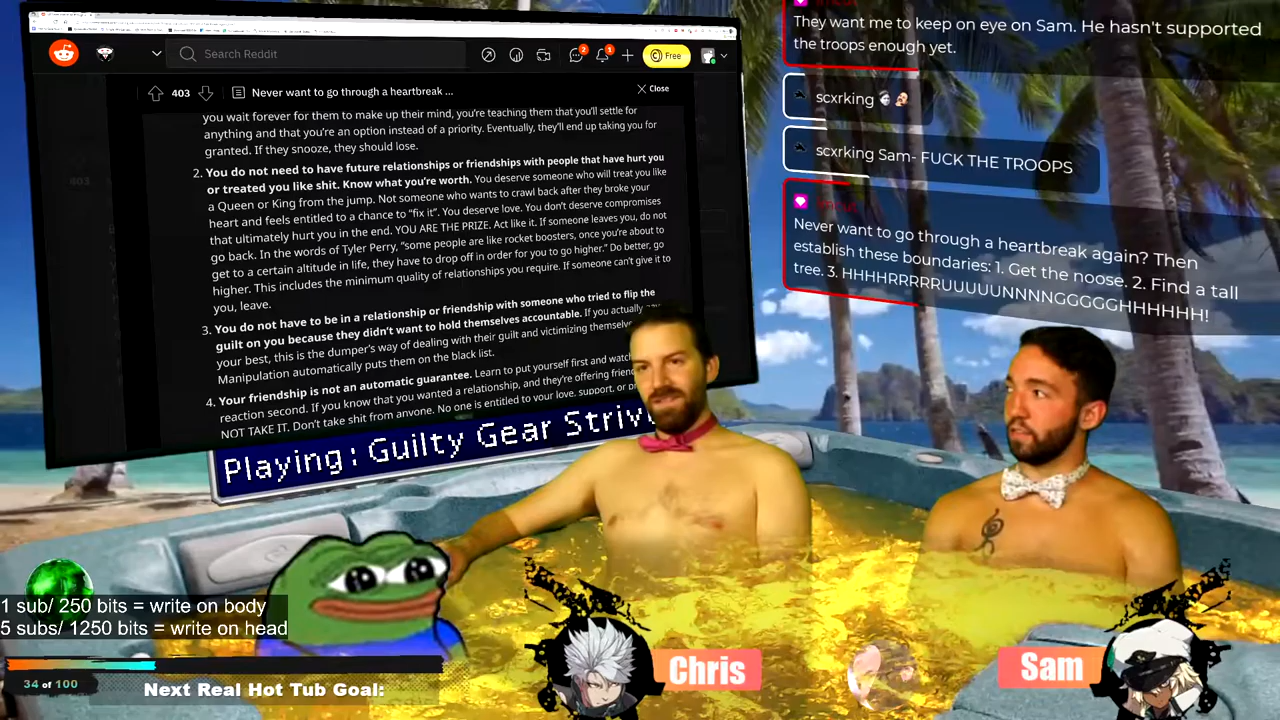 Search Reddit
2
1
Free
403
Never want to go through a heartbreak ...
Close
you wait forever for them to make up their mind, you're teaching them that you'll settle for
anything and that you're an option instead of a priority. Eventually, they'll end up taking you for
granted. If they snooze, they should lose.
2. You do not need to have future relationships or friendships with people that have hurt you
or treated you like shit. Know what you're worth. You deserve someone who will treat you like
a Queen or King from the jump. Not someone who wants to crawl back after they broke your
heart and feels entitled to a chance to "fix it". You deserve love. You don't deserve compromises
that ultimately hurt you in the end. YOU ARE THE PRIZE. Act like it. If someone leaves you, do not
go back. In the words of Tyler Perry, "some people are like rocket boosters, once you're about to
get to a certain altitude in life, they have to drop off in order for you to go higher." Do better, go
higher. This includes the minimum quality of relationships you require. If someone can't give it to
you, leave.
3. You do not have to be in a relationship or friendship with someone who tried to flip the
guilt on you because they didn't want to hold themselves accountable. If you actually
your best, this is the dumper's way of dealing with their guilt and victimizing themselve
Manipulation automatically puts them on the black list.
4. Your friendship is not an automatic guarantee. Learn to put yourself first and watch
reaction second. If you know that you wanted a relationship, and they're offering friend
NOT TAKE IT. Don't take shit from anyone. No one is entitled to your love, support, or
Playing: Guilty Gear Strive
They want me to keep on eye on Sam. He hasn't supported
the troops enough yet.
scxrking
scxrking Sam- FUCK THE TROOPS
Never want to go through a heartbreak again? Then
establish these boundaries: 1. Get the noose. 2. Find a tall
tree. 3. HHHHRRRRRUUUUUNNNNGGGGGHHHHHH!
1 sub/ 250 bits = write on body
5 subs/ 1250 bits = write on head
34 of 100
Next Real Hot Tub Goal:
Chris
Sam